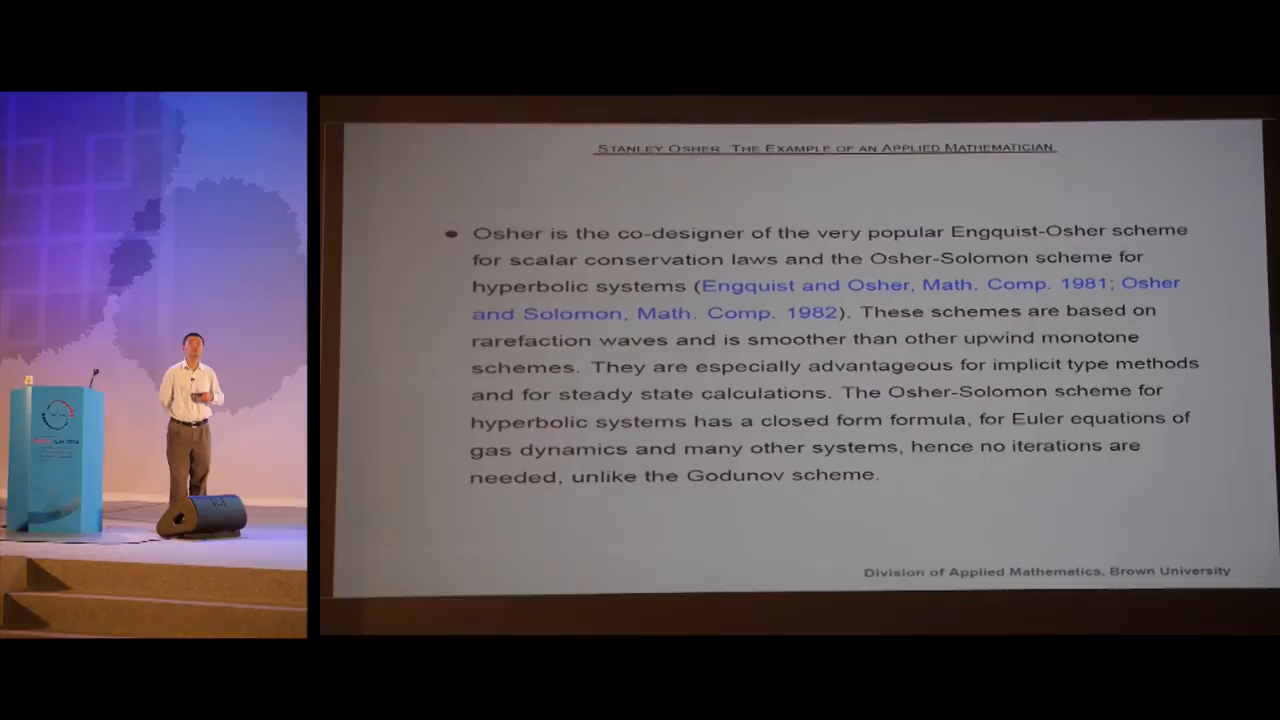 STANLEY OSHER, THE EXAMPLE OF AN APPLIED MATHEMATICIAN
• Osher is the co-designer of the very popular Engquist-Osher scheme
for scalar conservation laws and the Osher-Solomon scheme for
hyperbolic systems (Engquist and Osher, Math. Comp. 1981; Osher
and Solomon, Math. Comp. 1982). These schemes are based on
rarefaction waves and is smoother than other upwind monotone
schemes. They are especially advantageous for implicit type methods
and for steady state calculations. The Osher-Solomon scheme for
hyperbolic systems has a closed form formula, for Euler equations of
gas dynamics and many other systems, hence no iterations are
needed, unlike the Godunov scheme.
Division of Applied Mathematics, Brown University